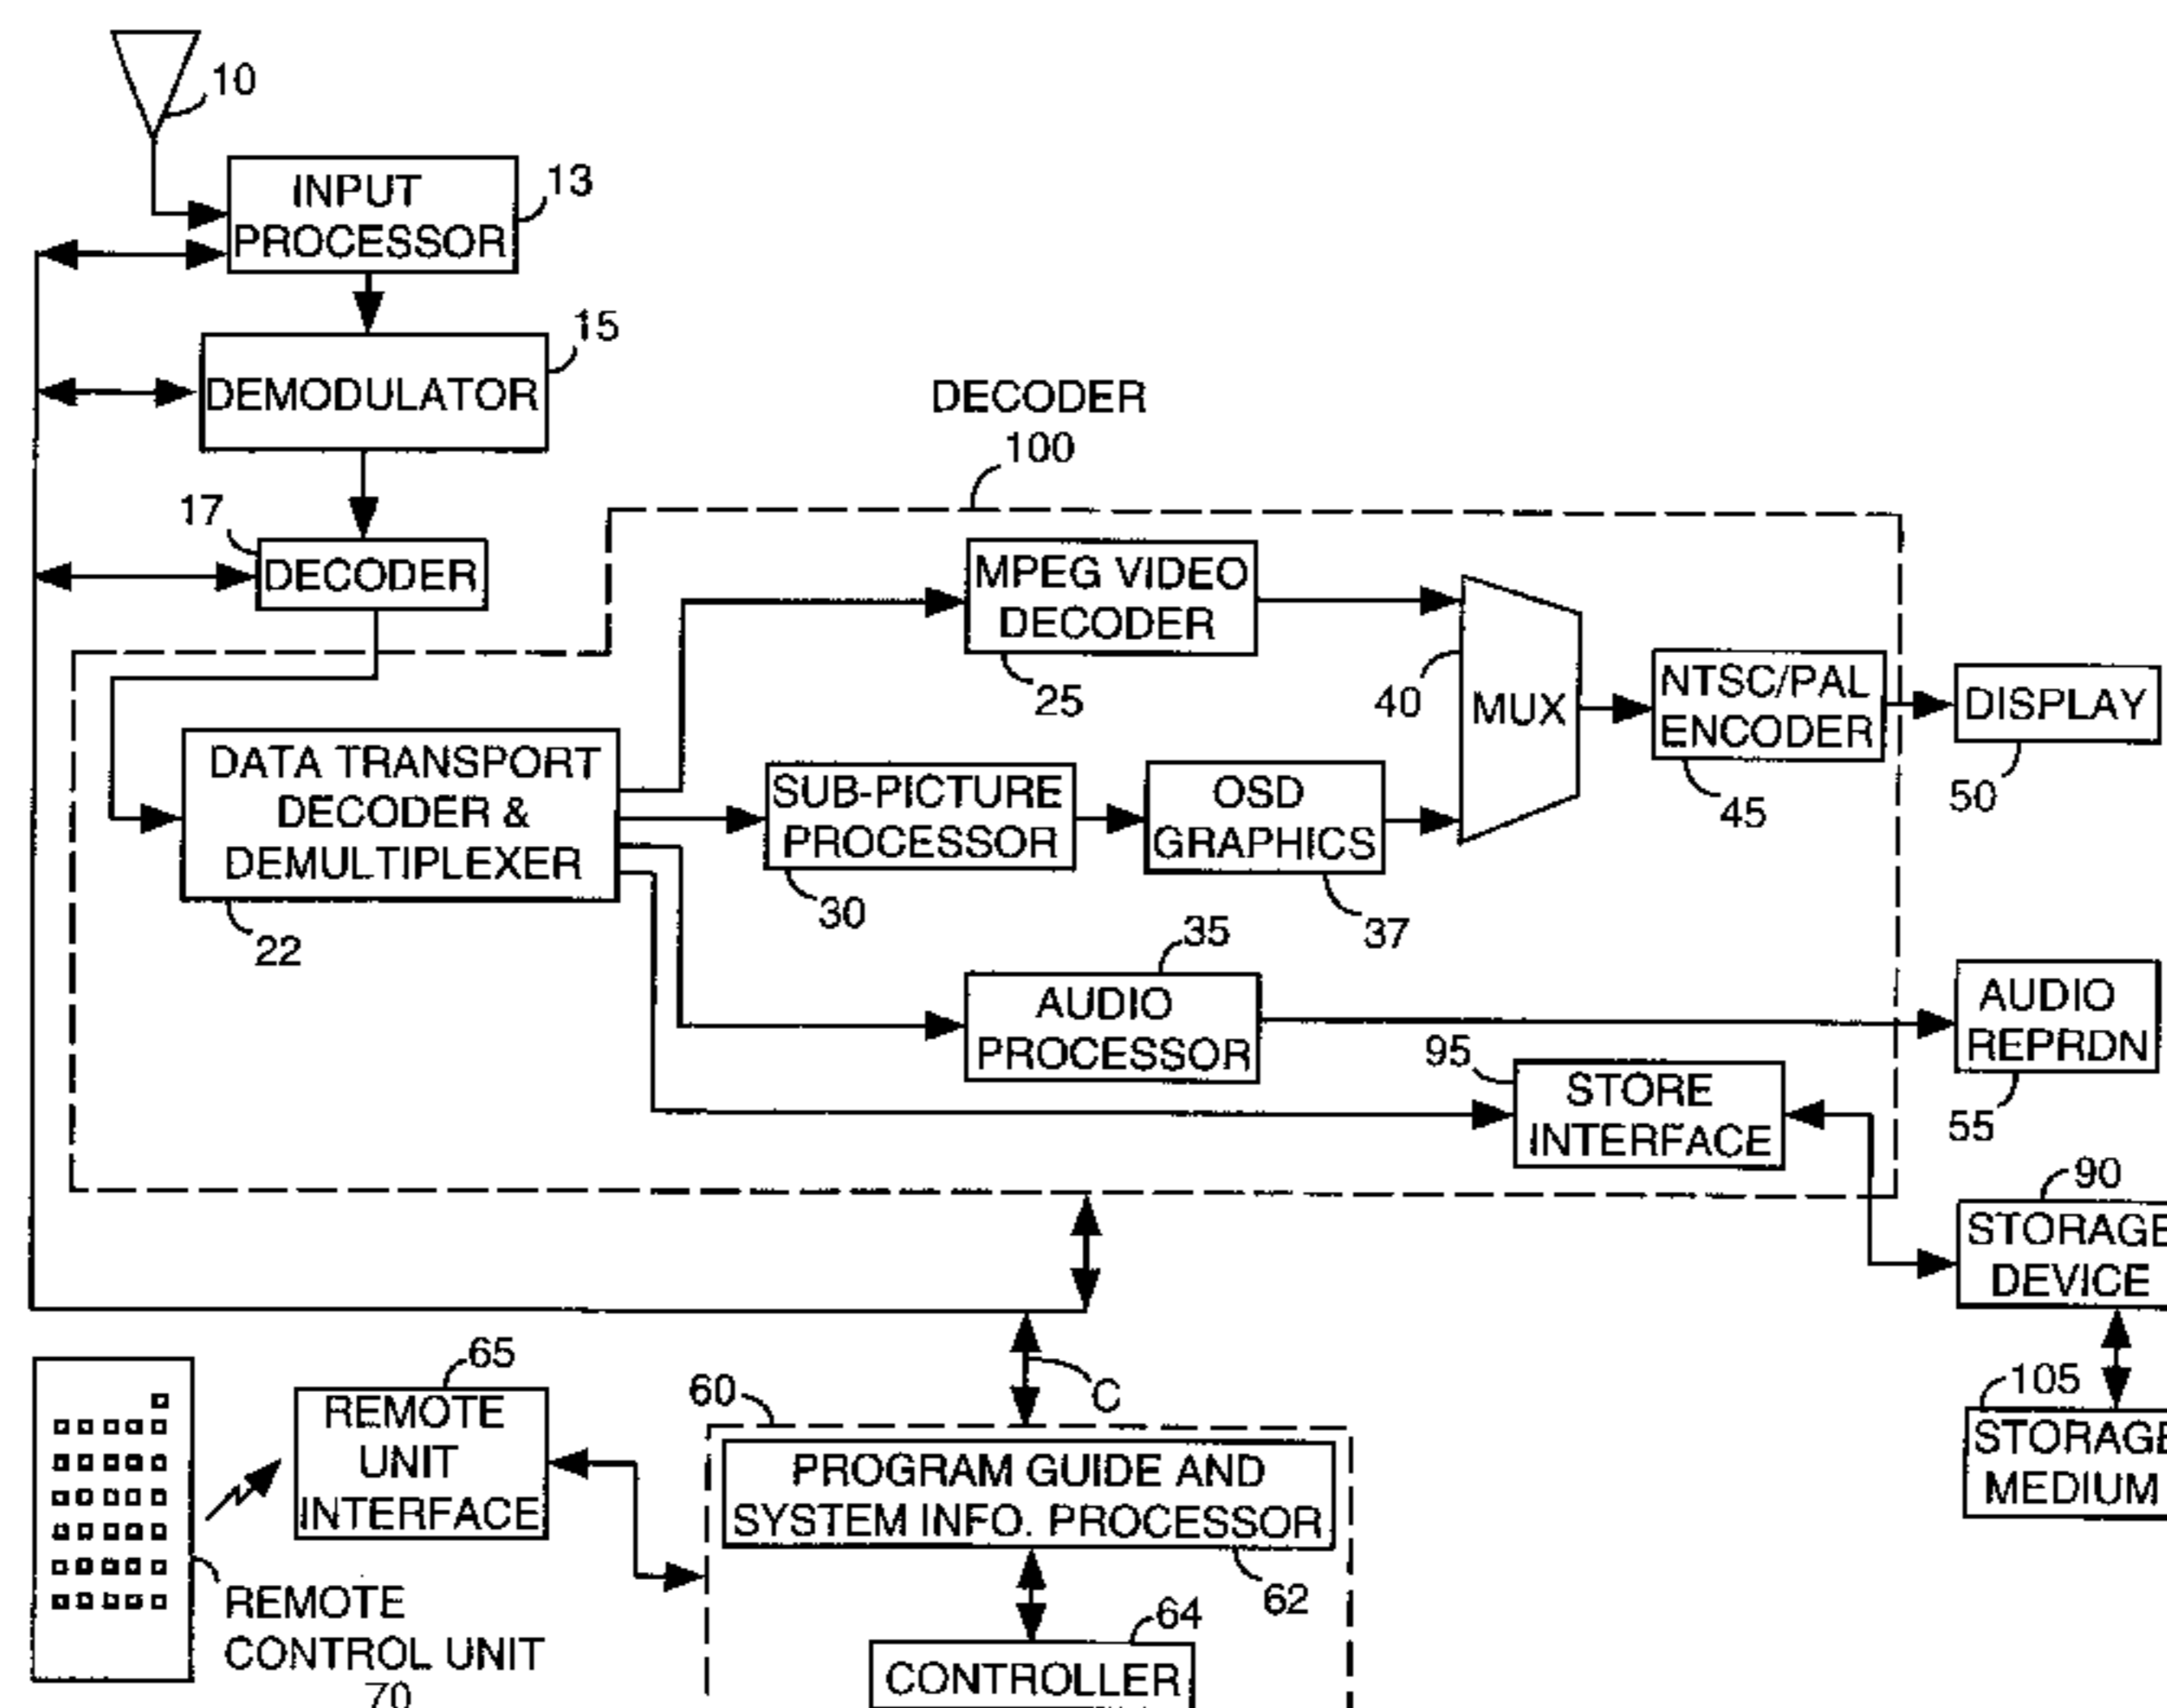 10
INPUT
PROCESSOR
13
DEMODULATOR
15
DECODER
100
17
DECODER
MPEG VIDEO
DECODER
25
40
MUX
NTSC/PAL
ENCODER
45
DISPLAY
50
DATA TRANSPORT
DECODER &
DEMULTIPLEXER
22
SUB-PICTURE
PROCESSOR
30
OSD
GRAPHICS
37
35
AUDIO
PROCESSOR
AUDIO
REPRDN
55
95
STORE
INTERFACE
90
STORAGE
DEVICE
105
STORAGE
MEDIUM
65
REMOTE
UNIT
INTERFACE
60
C
PROGRAM GUIDE AND
SYSTEM INFO. PROCESSOR
62
REMOTE
CONTROL UNIT
70
64
CONTROLLER